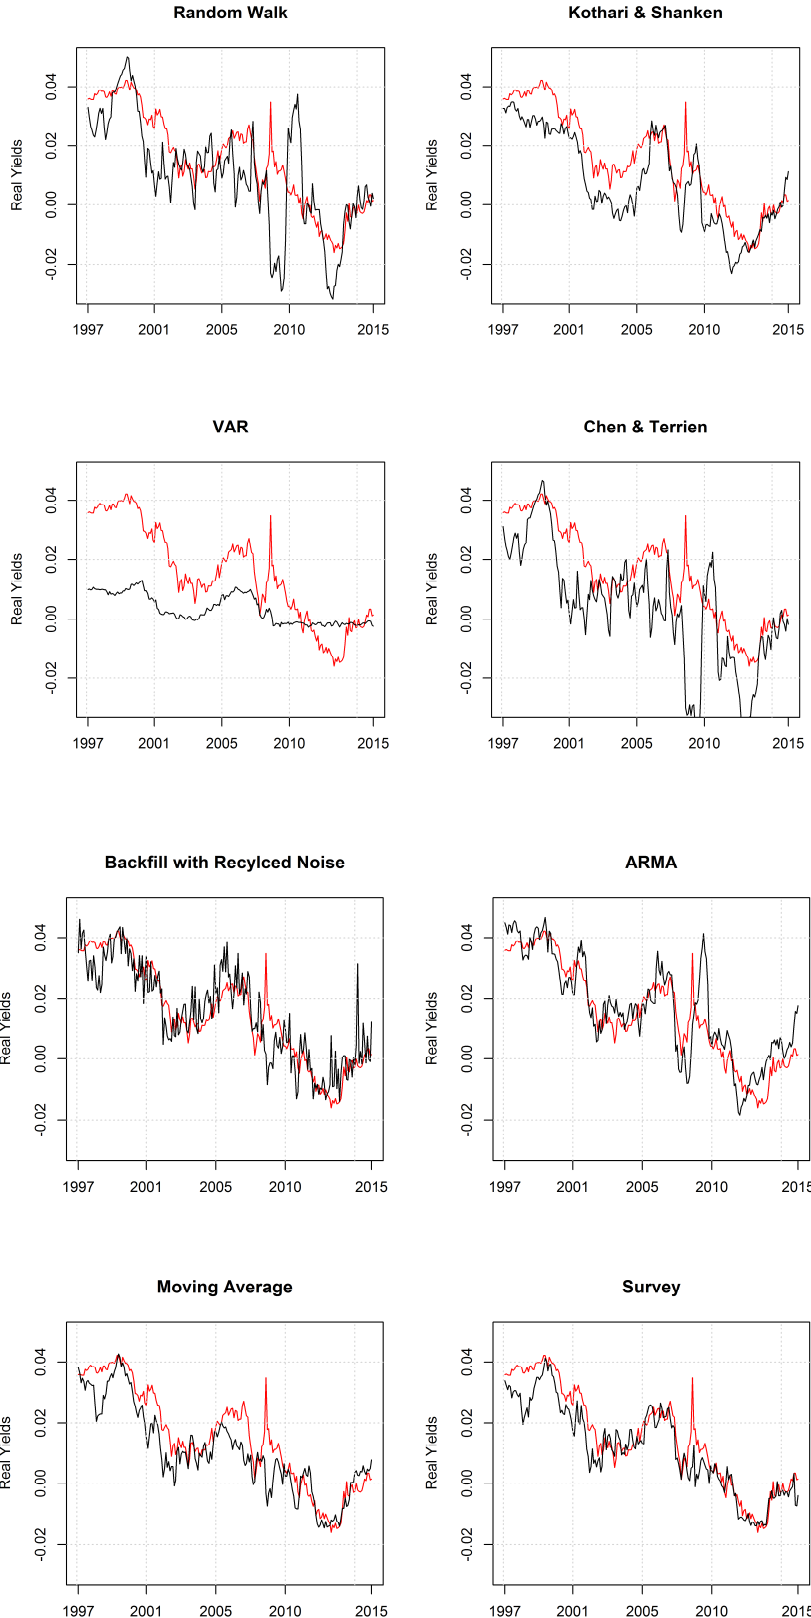 Random Walk
Real Yields
0.04
0.02
0.00
-0.02
1997 2001 2005 2010 2015
Kothari & Shanken
Real Yields
0.04
0.02
0.00
-0.02
1997 2001 2005 2010 2015
VAR
Real Yields
0.04
0.02
0.00
-0.02
1997 2001 2005 2010 2015
Chen & Terrien
Real Yields
0.04
0.02
0.00
-0.02
1997 2001 2005 2010 2015
Backfill with Recylced Noise
Real Yields
0.04
0.02
0.00
-0.02
1997 2001 2005 2010 2015
ARMA
Real Yields
0.04
0.02
0.00
-0.02
1997 2001 2005 2010 2015
Moving Average
Real Yields
0.04
0.02
0.00
-0.02
1997 2001 2005 2010 2015
Survey
Real Yields
0.04
0.02
0.00
-0.02
1997 2001 2005 2010 2015